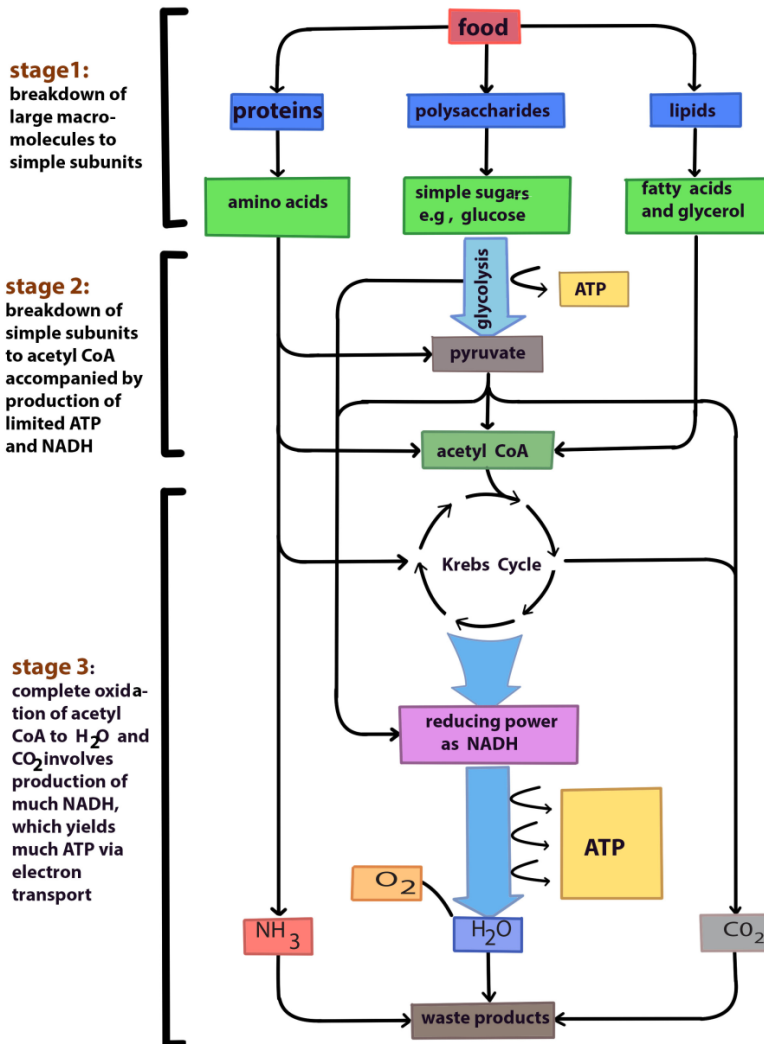 food
stage1:
breakdown of
large macro-
molecules to
simple subunits
proteins
polysaccharides
lipids
amino acids
simple sugars
e.g , glucose
fatty acids
and glycerol
stage 2:
breakdown of
simple subunits
to acetyl CoA
accompanied by
production of
limited ATP
and NADH
glycolysis
ATP
pyruvate
acetyl CoA
Krebs Cycle
stage 3:
complete oxida-
tion of acetyl
CoA to H₂O and
CO₂ involves
production of
much NADH,
which yields
much ATP via
electron
transport
reducing power
as NADH
ATP
O₂
NH₃
H₂O
CO₂
waste products